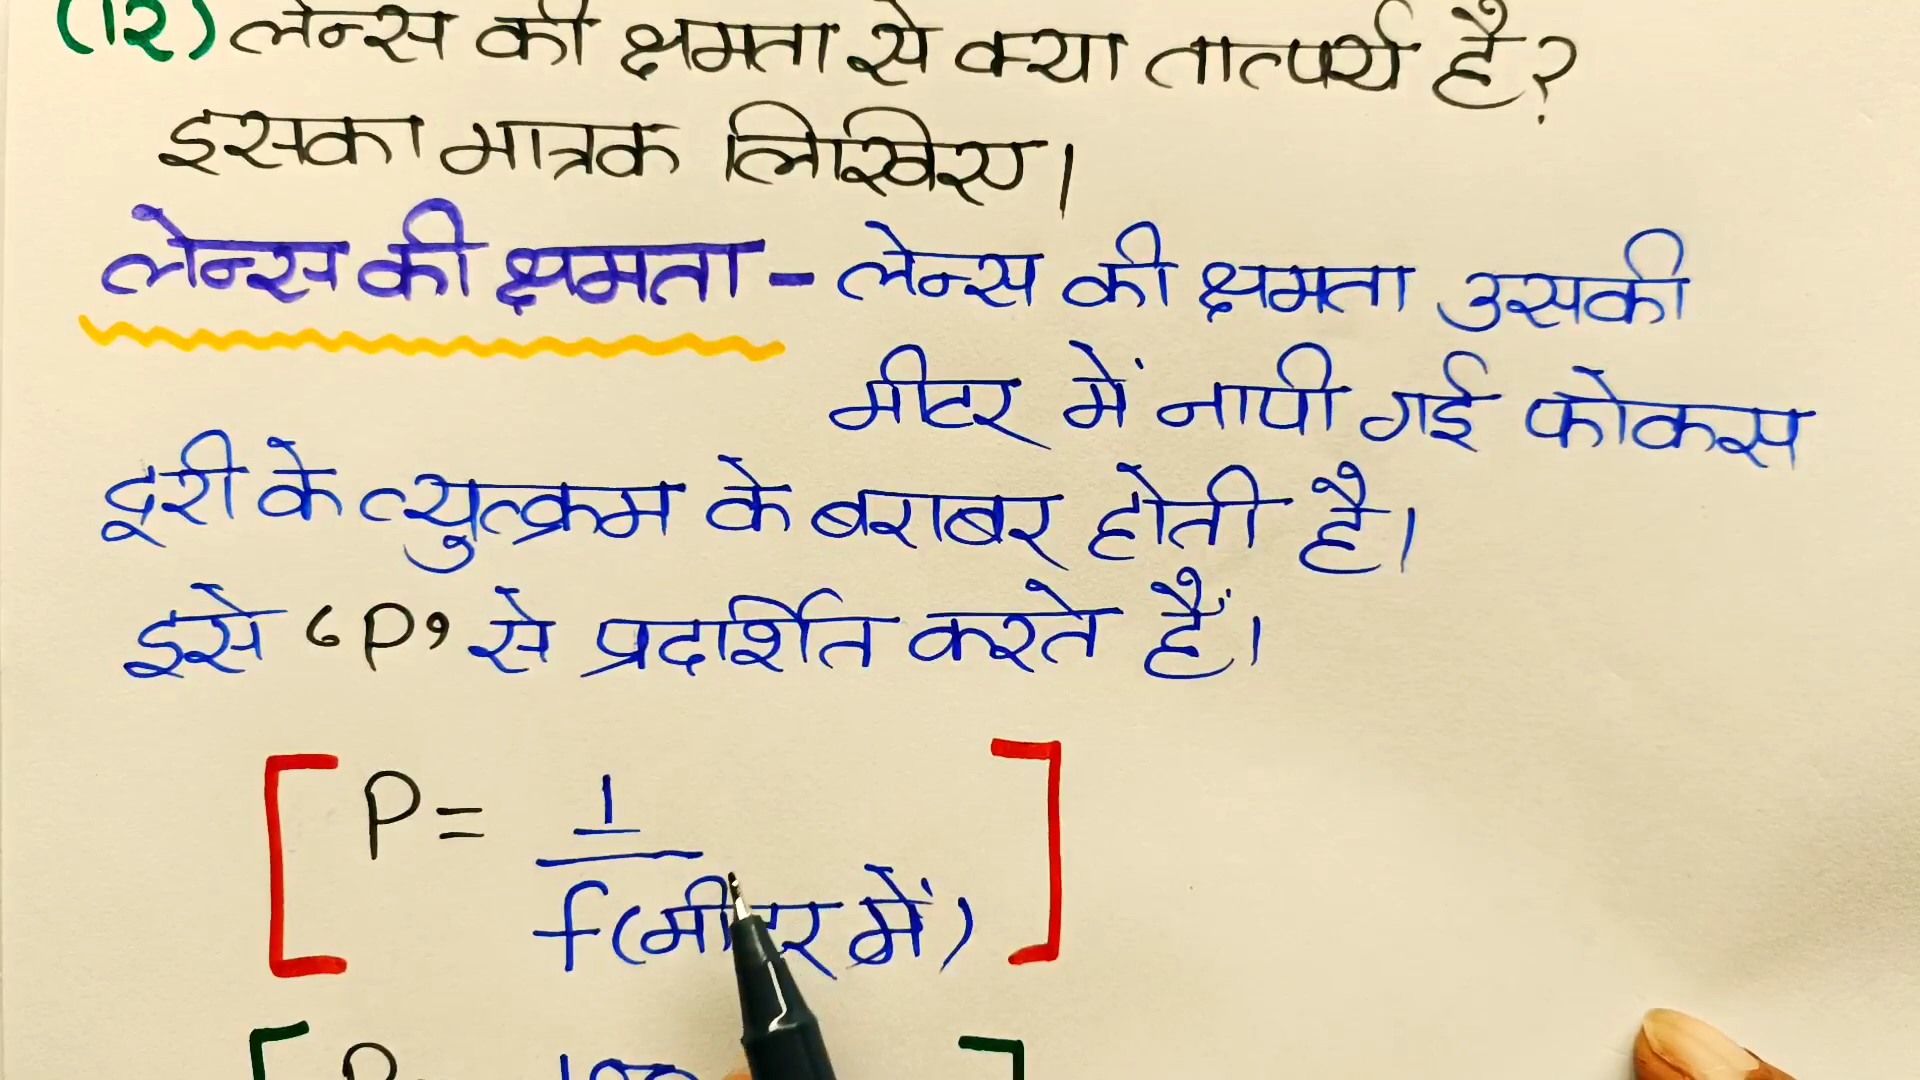 (12) लेन्स की क्षमता से क्या तात्पर्य है?
इसका मात्रक लिखिए।
लेन्स की क्षमता - लेन्स की क्षमता उसकी
मीटर में नापी गई फोकस
दूरी के व्युत्क्रम के बराबर होती है।
इसे ‘P’ से प्रदर्शित करते हैं।
P = 1
f (मीटर में)
P